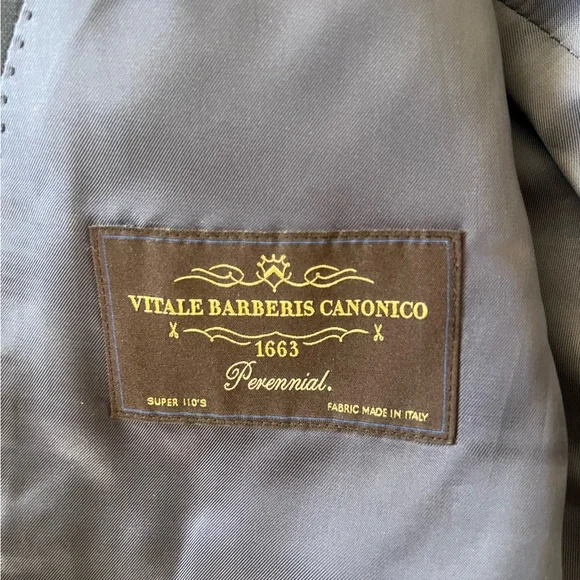 VITALE BARBERIS CANONICO
1663
Perennial.
SUPER 110'S
FABRIC MADE IN ITALY